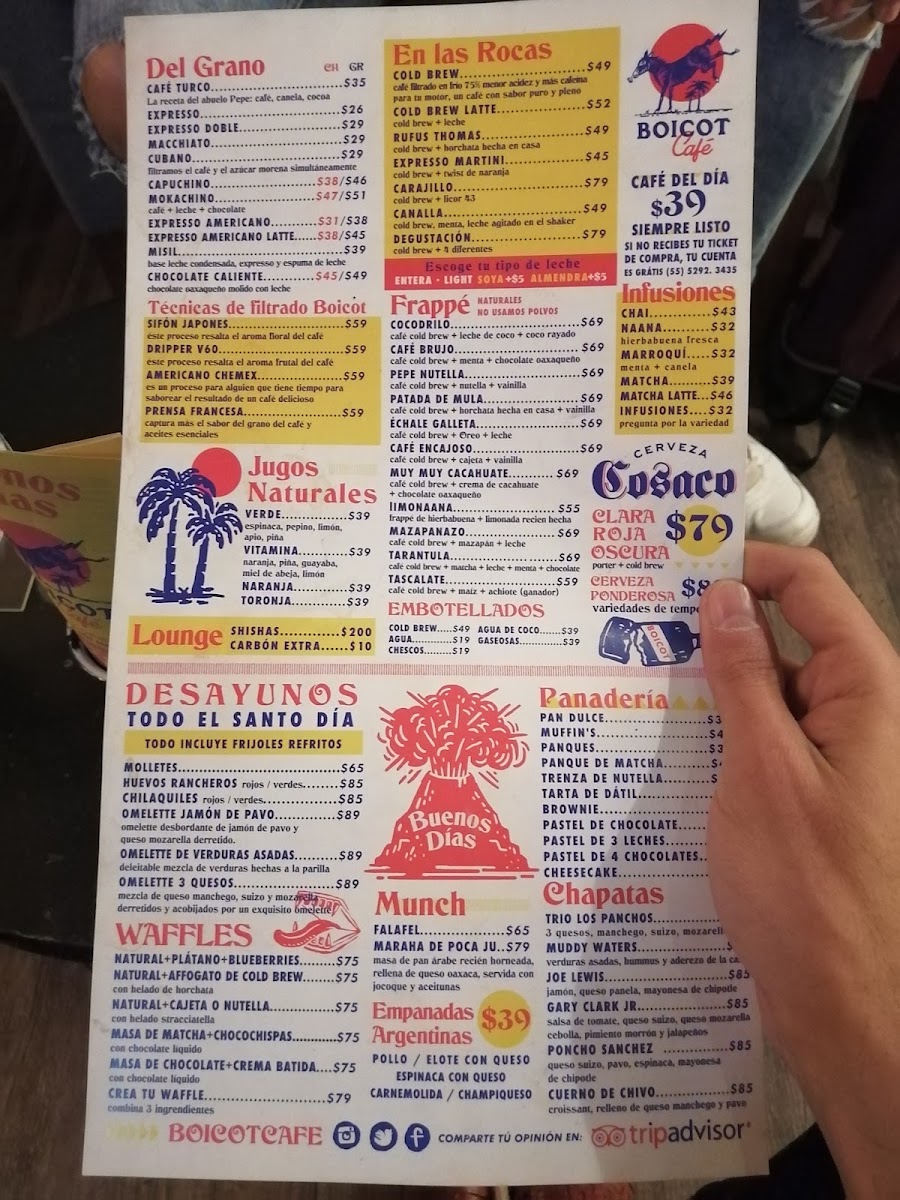 Del Grano
CH GR
CAFÉ TURCO...$35
La receta del abuelo Pepe: café, canela, cocoa
EXPRESO...$26
EXPRESO DOBLE...$29
MACCHIATO...$29
CUBANO...$29
filtramos el café y el azúcar morena simultáneamente
CAPUCHINO...$38/$46
MOKACHINO...$47/$51
café + leche + chocolate
EXPRESO AMERICANO...$31/$38
EXPRESO AMERICANO LATTE...$38/$45
MISIL...$39
base leche condensada, expreso y espuma de leche
CHOCOLATE CALIENTE...$45/$49
chocolate oaxaqueño molido con leche
Técnicas de filtrado Boicot
SIFÓN JAPONES...$59
este proceso resalta el aroma floral del café
DRIPPER V60...$59
este proceso resalta el aroma frutal del café
AMERICANO CHEMEX...$59
es un proceso para alguien que tiene tiempo para
saborear el resultado de un café delicioso
PRENSA FRANCESA...$59
captura más el sabor del grano del café y
aceites esenciales
Jugos
Naturales
VERDE...$39
espinaca, pepino, limón,
apio, piña
VITAMINA...$39
naranja, piña, guayaba,
miel de abeja, limón
NARANJA...$39
TORONJA...$39
Lounge
SHISHAS...$200
CARBÓN EXTRA...$10
En las Rocas
COLD BREW...$49
café filtrado en frío 75% menor acidez y más cafeina
para tu motor, un café con sabor puro y pleno
COLD BREW LATTE...$52
cold brew + leche
RUFUS THOMAS...$49
cold brew + horchata hecha en casa
EXPRESO MARTINI...$45
cold brew + twist de naranja
CARAJILLO...$79
cold brew + licor 43
CANALLA...$49
cold brew, menta, leche agitado en el shaker
DEGUSTACIÓN...$79
cold brew + 4 diferentes
Escoge tu tipo de leche
ENTERA · LIGHT SOYA+$5 ALMENDRA+$5
Frappé
NATURALES
NO USAMOS POLVOS
COCODRILO...$69
café cold brew + leche de coco + coco rayado
CAFÉ BRUJO...$69
café cold brew + menta + chocolate oaxaqueño
PEPE NUTELLA...$69
café cold brew + nutella + vainilla
PATADA DE MULA...$69
café cold brew + horchata hecha en casa + vainilla
ÉCHALE GALLETA...$69
café cold brew + Oreo + leche
CAFÉ ENCAJOSO...$69
café cold brew + cajeta + vainilla
MUY MUY CACAHUATE...$69
café cold brew + crema de cacahuate
+ chocolate oaxaqueño
lIMONAANA...$55
frappe de hierbabuena + limonada recien hecha
MAZAPANAZO...$69
café cold brew + mazapán + leche
TARANTULA...$69
café cold brew + matcha + leche + menta + chocolate
TASCALATE...$59
café cold brew + maíz + achiote (ganador)
EMBOTELLADOS
COLD BREW...$49
AGUA...$19
CHESCOS...$19
AGUA DE COCO...$39
GASEOSAS...$39
BOICOT
Café
CAFÉ DEL DÍA
$39
SIEMPRE LISTO
SI NO RECIBES TU TICKET
DE COMPRA, TU CUENTA
ES GRÁTIS (55) 5292. 3435
Infusiones
CHAI...$43
NAANA...$32
hierbabuena fresca
MARROQUÍ...$32
menta + canela
MATCHA...$39
MATCHA LATTE...$46
INFUSIONES...$32
pregunta por la variedad
CERVEZA
Cosaco
CLARA
ROJA
OSCURA
$79
porter + cold brew
CERVEZA
PONDEROSA
$8
variedades de tempo
BOICOT
DESAYUNOS
TODO EL SANTO DÍA
TODO INCLUYE FRIJOLES REFRITOS
MOLLETES...$65
HUEVOS RANCHEROS rojos / verdes...$85
CHILAQUILES rojos / verdes...$85
OMELETTE JAMÓN DE PAVO...$89
omelette desbordante de jamón de pavo y
queso mozarella derretido.
OMELETTE DE VERDURAS ASADAS...$89
deleitable mezcla de verduras hechas a la parilla
OMELETTE 3 QUESOS...$89
mezcla de queso manchego, suizo y mozarella
derretidos y acobijados por un exquisito omelette
WAFFLES
NATURAL+PLÁTANO+BLUEBERRIES...$75
NATURAL+AFFOGATO DE COLD BREW...$75
con helado de horchata
NATURAL+CAJETA O NUTELLA...$75
con helado stracciatella
MASA DE MATCHA+CHOCOCHISPAS...$75
con chocolate líquido
MASA DE CHOCOLATE+CREMA BATIDA...$75
con chocolate líquido
CREA TU WAFFLE...$79
combina 3 ingredientes
Buenos
Días
Munch
FALAFEL...$65
MARAHA DE POCA JU..$79
masa de pan árabe recién horneada,
rellena de queso oaxaca, servida con
jocoque y aceitunas
Empanadas
Argentinas
$39
POLLO / ELOTE CON QUESO
ESPINACA CON QUESO
CARNEMOLIDA / CHAMPIQUESO
Panadería
PAN DULCE...$3
MUFFIN'S...$4
PANQUES...$3
PANQUE DE MATCHA...$4
TRENZA DE NUTELLA...$
TARTA DE DÁTIL...
BROWNIE...
PASTEL DE CHOCOLATE...
PASTEL DE 3 LECHES...
PASTEL DE 4 CHOCOLATES...
CHEESECAKE...
Chapatas
TRIO LOS PANCHOS...
3 quesos, manchego, suizo, mozarell
MUDDY WATERS...$
verduras asadas, hummus y aderezo de la ca
JOE LEWIS...$85
jamón, queso panela, mayonesa de chipotle
GARY CLARK JR...$85
salsa de tomate, queso suizo, queso mozarella
cebolla, pimiento morrón y jalapeños
PONCHO SANCHEZ...$85
queso suizo, pavo, espinaca, mayonesa
de chipotle
CUERNO DE CHIVO...$85
croissant, relleno de queso manchego y pavo
BOICOTCAFE
COMPARTE TÚ OPINIÓN EN:
tripadvisor